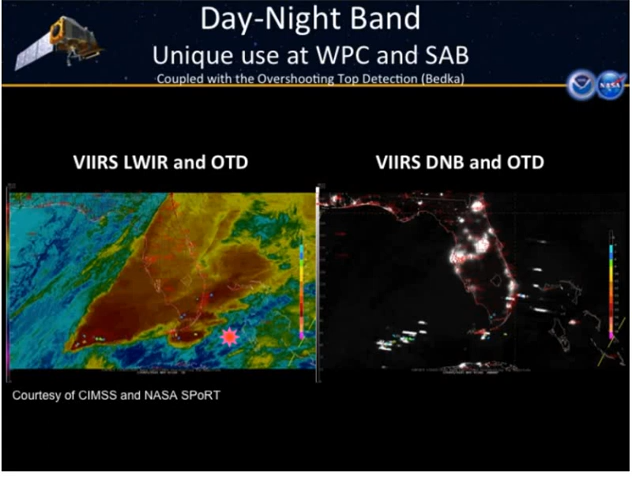 Day-Night Band
Unique use at WPC and SAB
Coupled with the Overshooting Top Detection (Bedka)
NASA
VIIRS LWIR and OTD
VIIRS DNB and OTD
Courtesy of CIMSS and NASA SPoRT